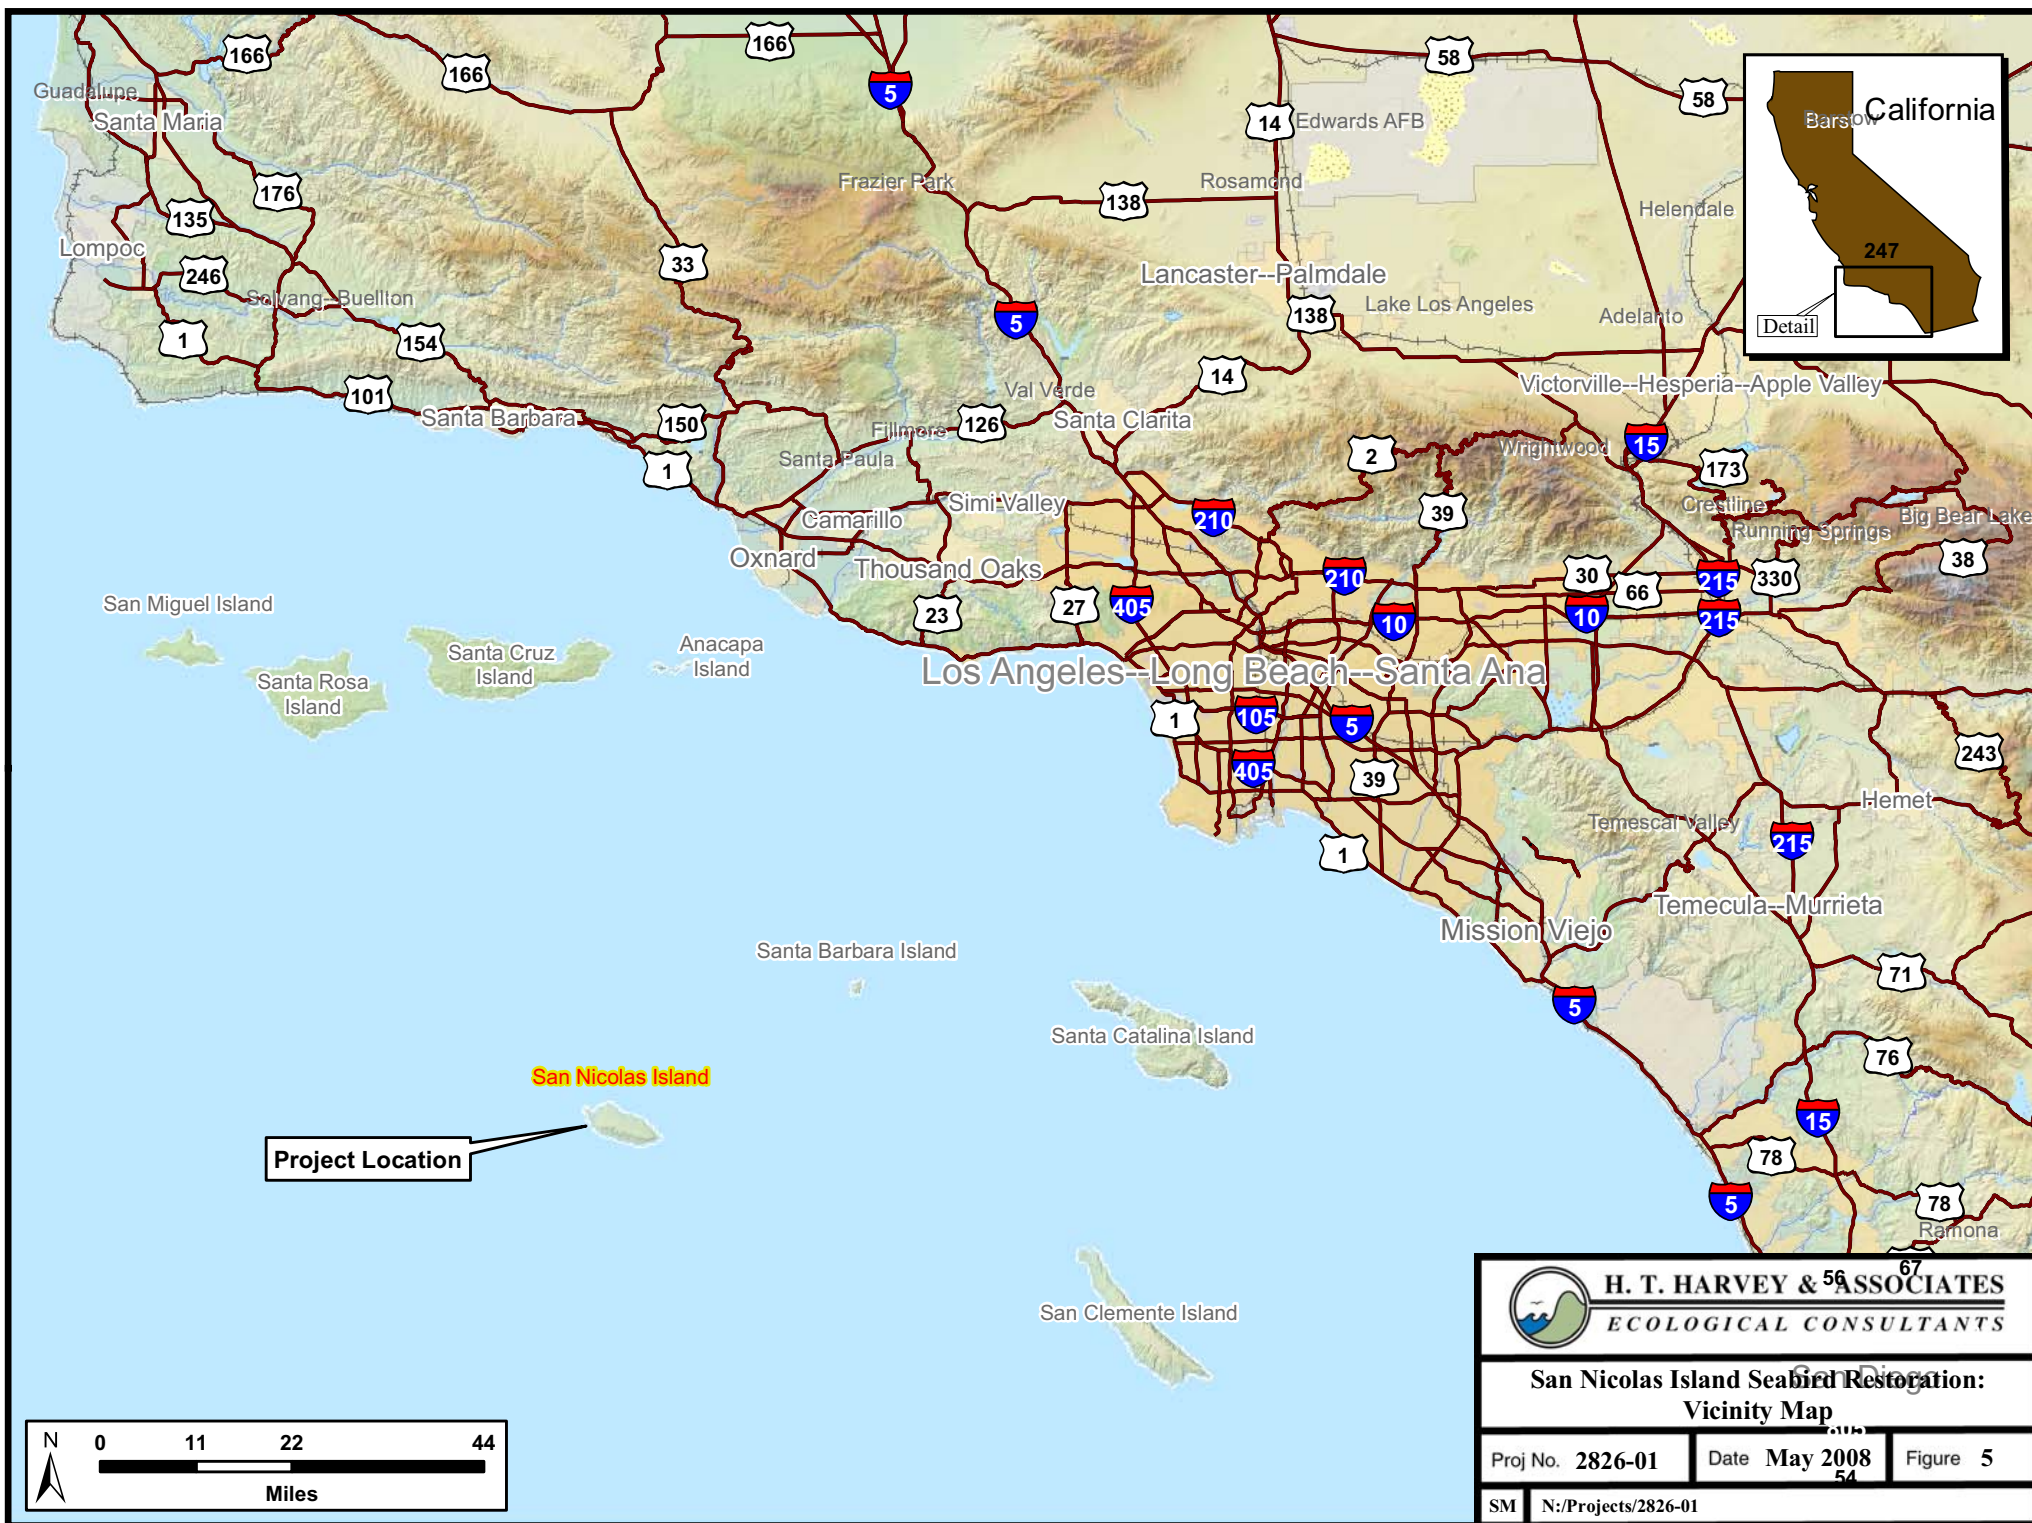 166
166
166
5
58
58
Guadalupe
Santa Maria
14
Edwards AFB
California
Barstow
176
135
Frazier Park
138
Rosamond
Helendale
Lompoc
246
33
247
Lancaster--Palmdale
Solvang--Buellton
5
138
Lake Los Angeles
Adelanto
Detail
1
154
14
Val Verde
Victorville--Hesperia--Apple Valley
101
Santa Barbara
150
Fillmore
126
Santa Clarita
1
Santa Paula
2
Wrightwood
15
173
Simi Valley
Camarillo
210
39
Crestline
Running Springs
Big Bear Lake
Oxnard
Thousand Oaks
210
30
66
215
330
38
San Miguel Island
23
27
405
10
10
215
Santa Cruz
Island
Anacapa
Island
Santa Rosa
Island
Los Angeles--Long Beach--Santa Ana
1
105
5
405
39
243
Hemet
Temescal Valley
215
1
Temecula--Murrieta
Mission Viejo
Santa Barbara Island
71
5
Santa Catalina Island
76
San Nicolas Island
15
Project Location
78
5
78
Ramona
67
56
San Clemente Island
H. T. HARVEY & ASSOCIATES
ECOLOGICAL CONSULTANTS
San Diego
San Nicolas Island Seabird Restoration:
Vicinity Map
805
Proj No. 2826-01
Date May 2008
54
Figure 5
SM
N:/Projects/2826-01
N
0 11 22 44
Miles